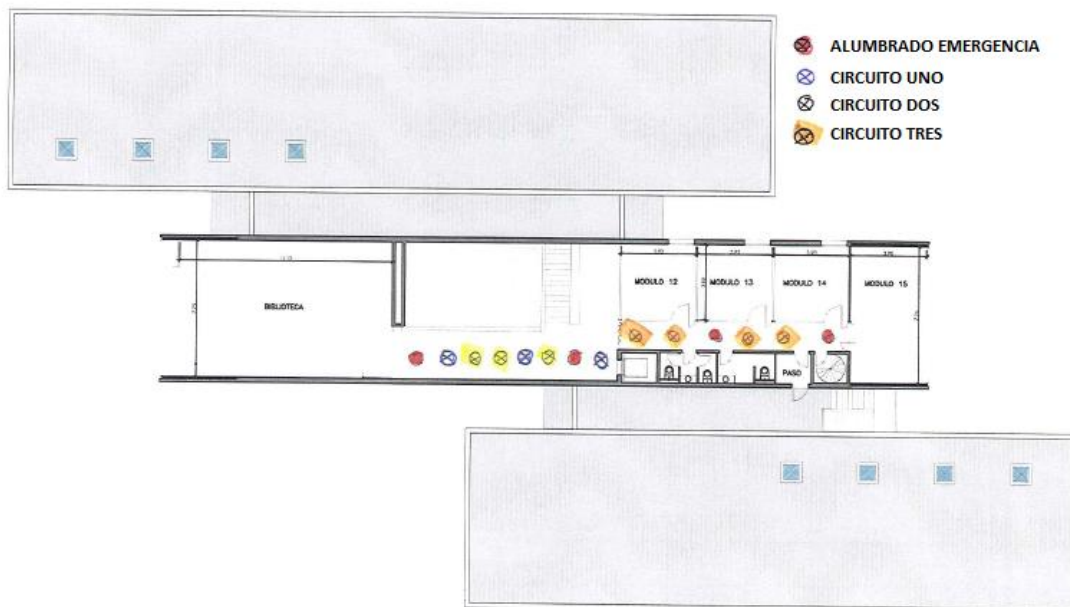 ALUMBRADO EMERGENCIA
CIRCUITO UNO
CIRCUITO DOS
CIRCUITO TRES
BIBLIOTECA
MODULO 12
MODULO 13
MODULO 14
MODULO 15
PASO